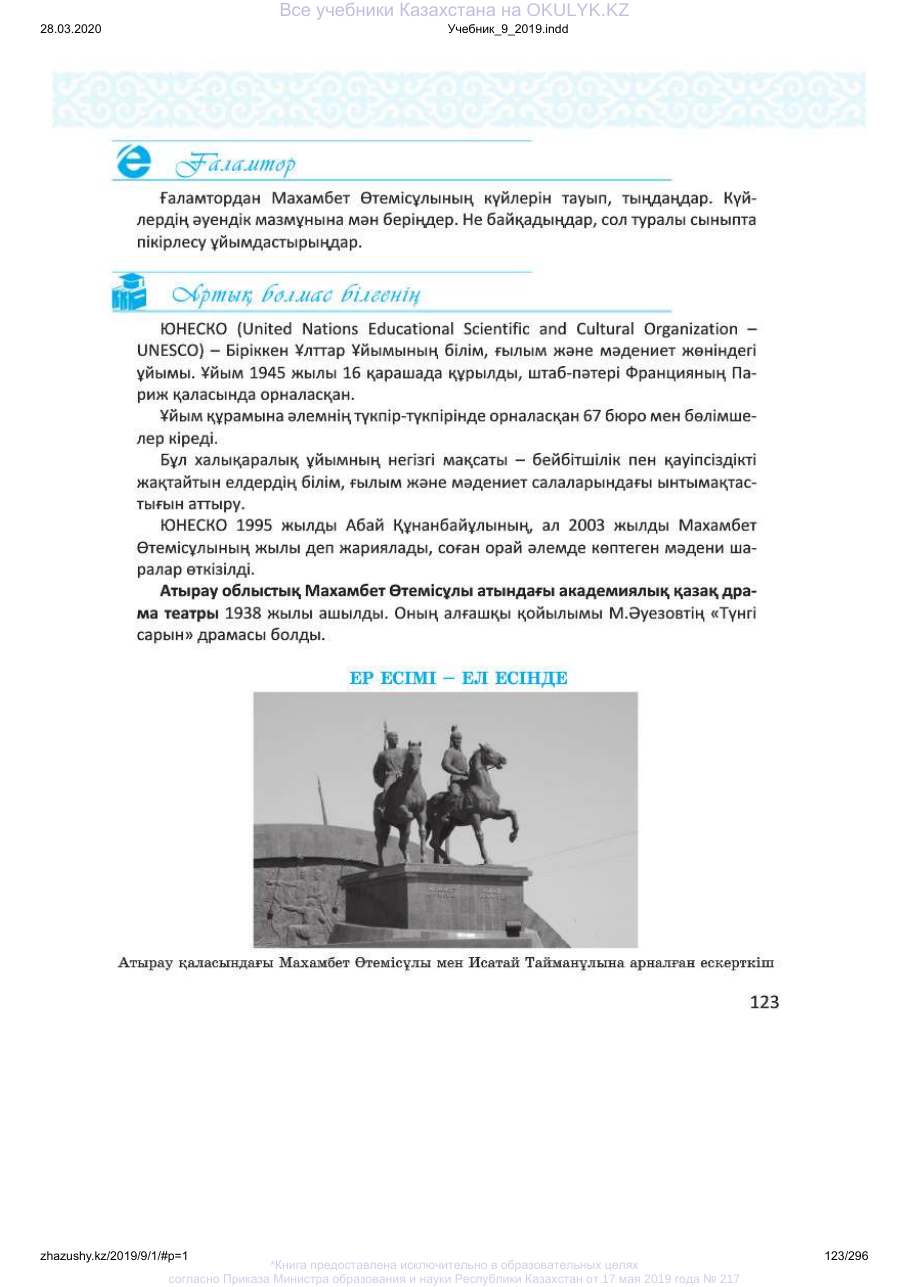 Все учебники Казахстана на OKULYK.KZ
28.03.2020
Учебник_9_2019.indd
Ғаламтор
Ғаламтордан Махамбет Өтемісұлының күйлерін тауып, тыңдаңдар. Күй-
лердің әуендік мазмұнына мән беріңдер. Не байқадыңдар, сол туралы сыныпта
пікірлесу ұйымдастырыңдар.
Артық болмас білгенің
ЮНЕСКО (United Nations Educational Scientific and Cultural Organization –
UNESCO) – Біріккен Ұлттар Ұйымының білім, ғылым және мәдениет жөніндегі
ұйымы. Ұйым 1945 жылы 16 қарашада құрылды, штаб-пәтері Францияның Па-
риж қаласында орналасқан.
Ұйым құрамына әлемнің түкпір-түкпірінде орналасқан 67 бюро мен бөлімше-
лер кіреді.
Бұл халықаралық ұйымның негізгі мақсаты – бейбітшілік пен қауіпсіздікті
жақтайтын елдердің білім, ғылым және мәдениет салаларындағы ынтымақтас-
тығын аттыру.
ЮНЕСКО 1995 жылды Абай Құнанбайұлының, ал 2003 жылды Махамбет
Өтемісұлының жылы деп жариялады, соған орай әлемде көптеген мәдени ша-
ралар өткізілді.
Атырау облыстық Махамбет Өтемісұлы атындағы академиялық қазақ дра-
ма театры 1938 жылы ашылды. Оның алғашқы қойылымы М.Әуезовтің «Түнгі
сарын» драмасы болды.
ЕР ЕСІМІ – ЕЛ ЕСІНДЕ
Атырау қаласындағы Махамбет Өтемісұлы мен Исатай Тайманұлына арналған ескерткіш
123
zhazushy.kz/2019/9/1/#p=1
123/296
*Книга предоставлена исключительно в образовательных целях
согласно Приказа Министра образования и науки Республики Казахстан от 17 мая 2019 года № 217